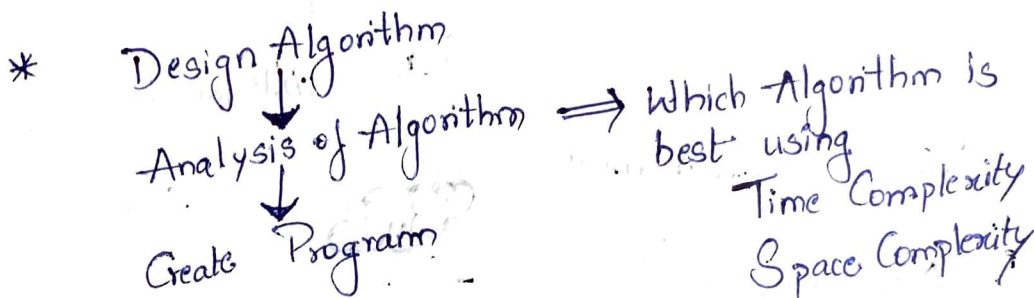 * Design Algorithm
↓
Analysis of Algorithm ⇒ Which Algorithm is
best using
Time Complexity
Space Complexity
↓
Create Program